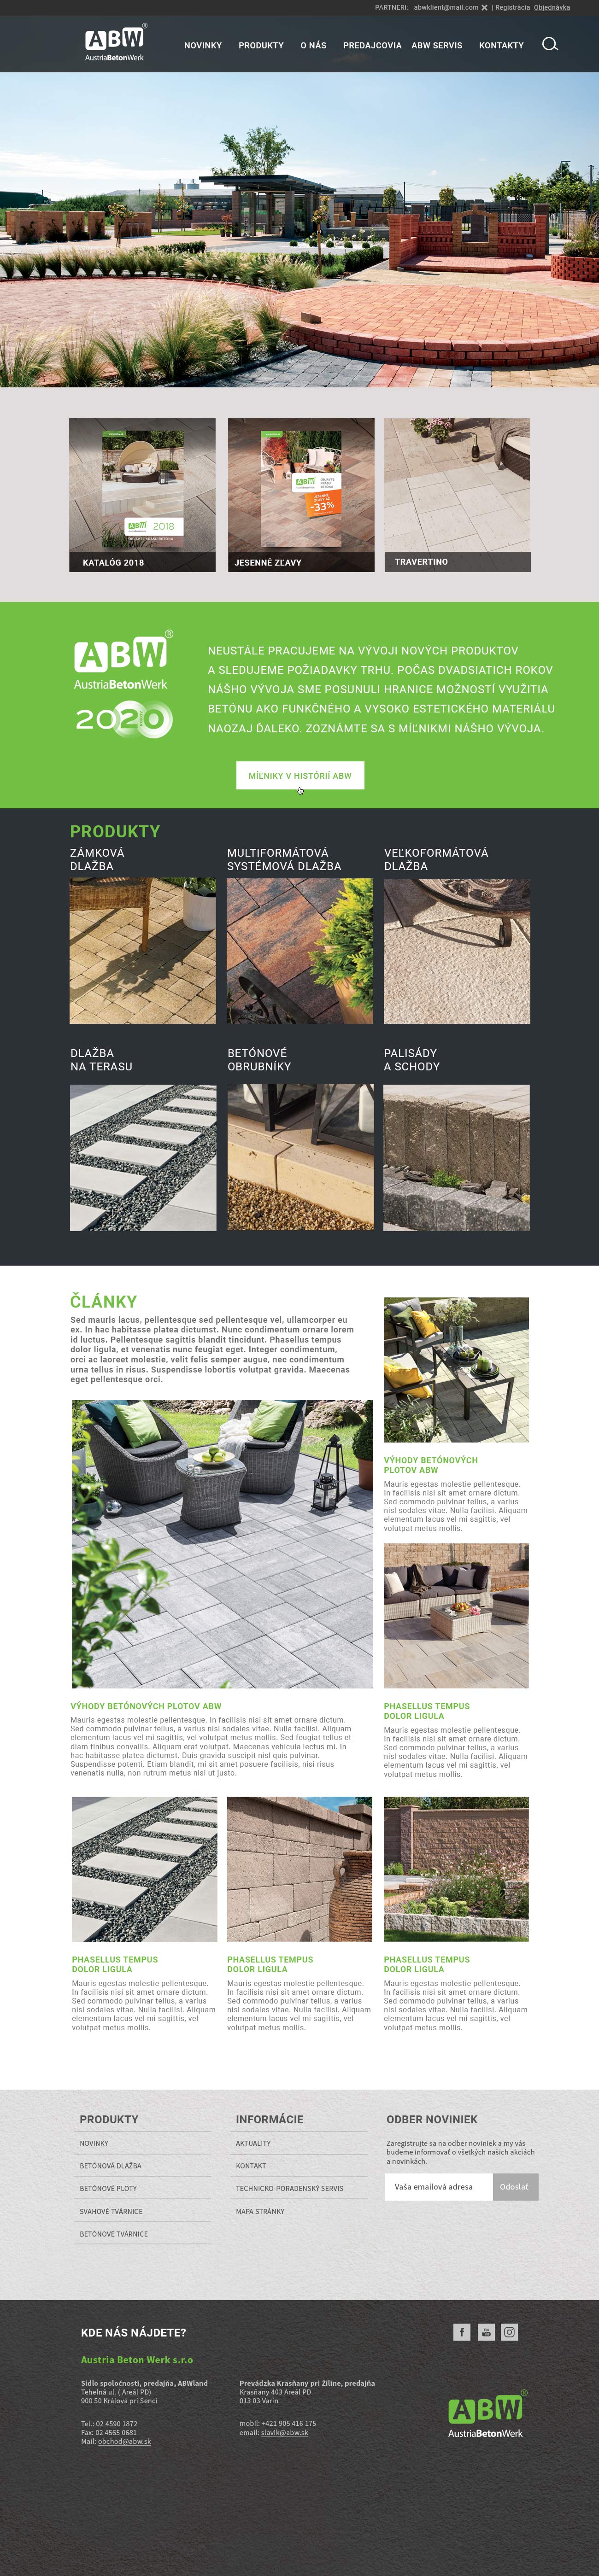 PARTNERI: abwklient@mail.com | Registrácia Objednávka
ABW®
AustriaBetonWerk
NOVINKY PRODUKTY O NÁS PREDAJCOVIA ABW SERVIS KONTAKTY
ABW
2018
KATALÓG 2018
ABW
-33%
JESENNÉ ZĽAVY
TRAVERTINO
ABW®
AustriaBetonWerk
2020
NEUSTÁLE PRACUJEME NA VÝVOJI NOVÝCH PRODUKTOV
A SLEDUJEME POŽIADAVKY TRHU. POČAS DVADSIATICH ROKOV
NÁŠHO VÝVOJA SME POSUNULI HRANICE MOŽNOSTÍ VYUŽITIA
BETÓNU AKO FUNKČNÉHO A VYSOKO ESTETICKÉHO MATERIÁLU
NAOZAJ ĎALEKO. ZOZNÁMTE SA S MÍĽNIKMI NÁŠHO VÝVOJA.
MÍĽNIKY V HISTÓRIÍ ABW
PRODUKTY
ZÁMKOVÁ
DLAŽBA
MULTIFORMÁTOVÁ
SYSTÉMOVÁ DLAŽBA
VEĽKOFORMÁTOVÁ
DLAŽBA
DLAŽBA
NA TERASU
BETÓNOVÉ
OBRUBNÍKY
PALISÁDY
A SCHODY
ČLÁNKY
Sed mauris lacus, pellentesque sed pellentesque vel, ullamcorper eu
ex. In hac habitasse platea dictumst. Nunc condimentum ornare lorem
id luctus. Pellentesque sagittis blandit tincidunt. Phasellus tempus
dolor ligula, et venenatis nunc feugiat eget. Integer condimentum,
orci ac laoreet molestie, velit felis semper augue, nec condimentum
urna tellus in risus. Suspendisse lobortis volutpat gravida. Maecenas
eget pellentesque orci.
VÝHODY BETÓNOVÝCH
PLOTOV ABW
Mauris egestas molestie pellentesque.
In facilisis nisi sit amet ornare dictum.
Sed commodo pulvinar tellus, a varius
nisl sodales vitae. Nulla facilisi. Aliquam
elementum lacus vel mi sagittis, vel
volutpat metus mollis.
VÝHODY BETÓNOVÝCH PLOTOV ABW
Mauris egestas molestie pellentesque. In facilisis nisi sit amet ornare dictum.
Sed commodo pulvinar tellus, a varius nisl sodales vitae. Nulla facilisi. Aliquam
elementum lacus vel mi sagittis, vel volutpat metus mollis. Sed feugiat tellus et
diam finibus convallis. Aliquam erat volutpat. Maecenas vehicula lectus mi. In
hac habitasse platea dictumst. Duis gravida suscipit nisl quis pulvinar.
Suspendisse potenti. Etiam blandit, mi sit amet posuere facilisis, nisi risus
venenatis nulla, non rutrum metus nisi ut justo.
PHASELLUS TEMPUS
DOLOR LIGULA
Mauris egestas molestie pellentesque.
In facilisis nisi sit amet ornare dictum.
Sed commodo pulvinar tellus, a varius
nisi sodales vitae. Nulla facilisi. Aliquam
elementum lacus vel mi sagittis, vel
volutpat metus mollis.
PHASELLUS TEMPUS
DOLOR LIGULA
Mauris egestas molestie pellentesque.
In facilisis nisi sit amet ornare dictum.
Sed commodo pulvinar tellus, a varius
nisl sodales vitae. Nulla facilisi. Aliquam
elementum lacus vel mi sagittis, vel
volutpat metus mollis.
PHASELLUS TEMPUS
DOLOR LIGULA
Mauris egestas molestie pellentesque.
In facilisis nisi sit amet ornare dictum.
Sed commodo pulvinar tellus, a varius
nisl sodales vitae. Nulla facilisi. Aliquam
elementum lacus vel mi sagittis, vel
volutpat metus mollis.
PHASELLUS TEMPUS
DOLOR LIGULA
Mauris egestas molestie pellentesque.
In facilisis nisi sit amet ornare dictum.
Sed commodo pulvinar tellus, a varius
nisl sodales vitae. Nulla facilisi. Aliquam
elementum lacus vel mi sagittis, vel
volutpat metus mollis.
PRODUKTY
NOVINKY
BETÓNOVÁ DLAŽBA
BETÓNOVÉ PLOTY
SVAHOVÉ TVÁRNICE
BETÓNOVÉ TVÁRNICE
INFORMÁCIE
AKTUALITY
KONTAKT
TECHNICKO-PORADENSKÝ SERVIS
MAPA STRÁNKY
ODBER NOVINIEK
Zaregistrujte sa na odber noviniek a my vás
budeme informovať o všetkých našich akciách
a novinkách.
Vaša emailová adresa
Odoslať
KDE NÁS NÁJDETE?
Austria Beton Werk s.r.o
Sídlo spoločnosti, predajňa, ABWland
Tehelná ul. ( Areál PD)
900 50 Kráľová pri Senci
Tel.: 02 4590 1872
Fax: 02 4565 0681
Mail: obchod@abw.sk
Prevádzka Krasňany pri Žiline, predajňa
Krasňany 403 Areál PD
013 03 Varín
mobil: +421 905 416 175
email: slavik@abw.sk
f
You
ABW®
AustriaBetonWerk